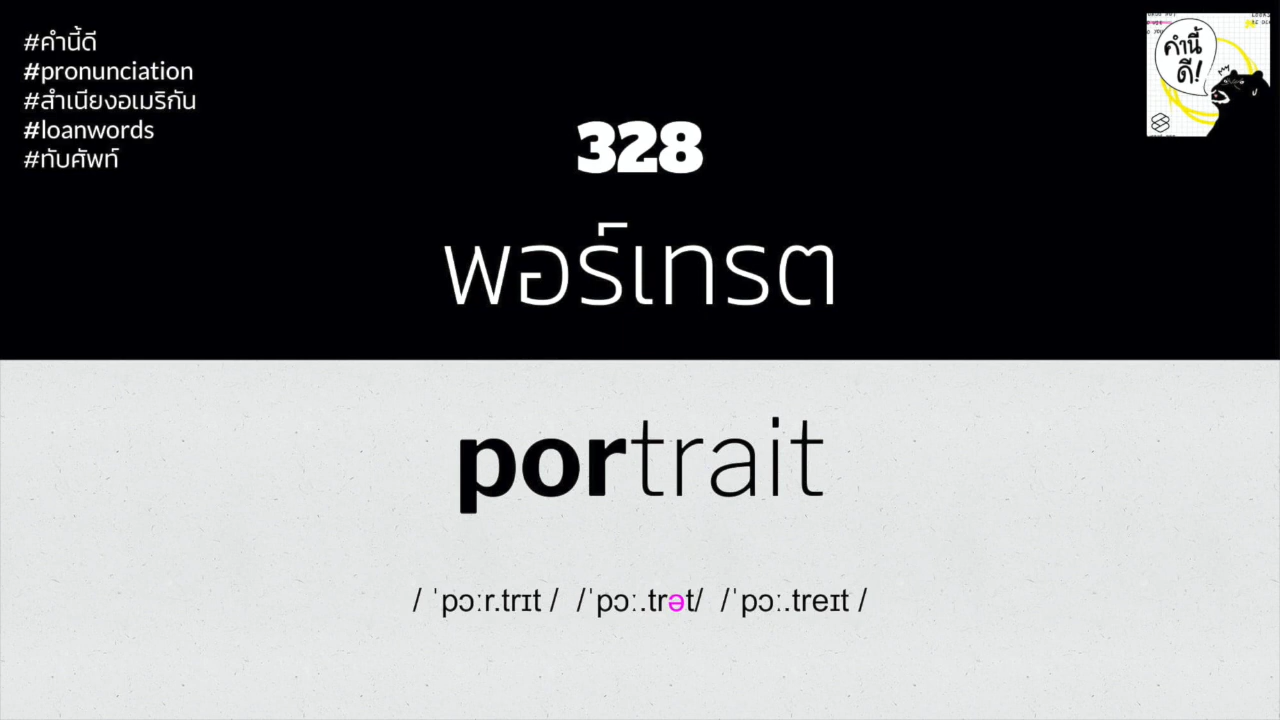 #คำนี้ดี
#pronunciation
#สำเนียงอเมริกัน
#loanwords
#ทับศัพท์
คำนี้
ดี!
328
พอร์เทรต
portrait
/ ˈpɔːr.trɪt / /ˈpɔː.trət/ /ˈpɔː.treɪt /